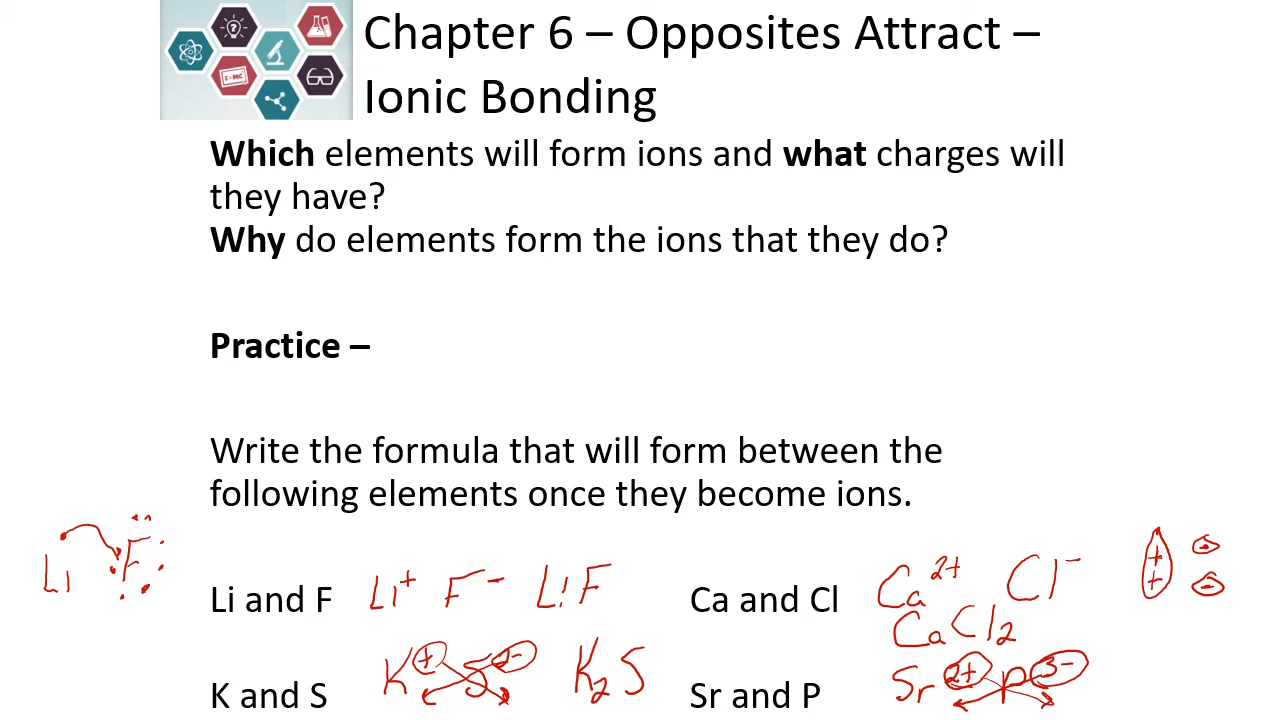 Chapter 6 – Opposites Attract –
Ionic Bonding
Which elements will form ions and what charges will
they have?
Why do elements form the ions that they do?
Practice –
Write the formula that will form between the
following elements once they become ions.
Li F
Li and F Li⁺ F⁻ LiF
Ca and Cl Ca²⁺ Cl⁻
CaCl₂
+ -
+ -
K and S K⁺ S²⁻ K₂S
Sr and P Sr²⁺ P³⁻